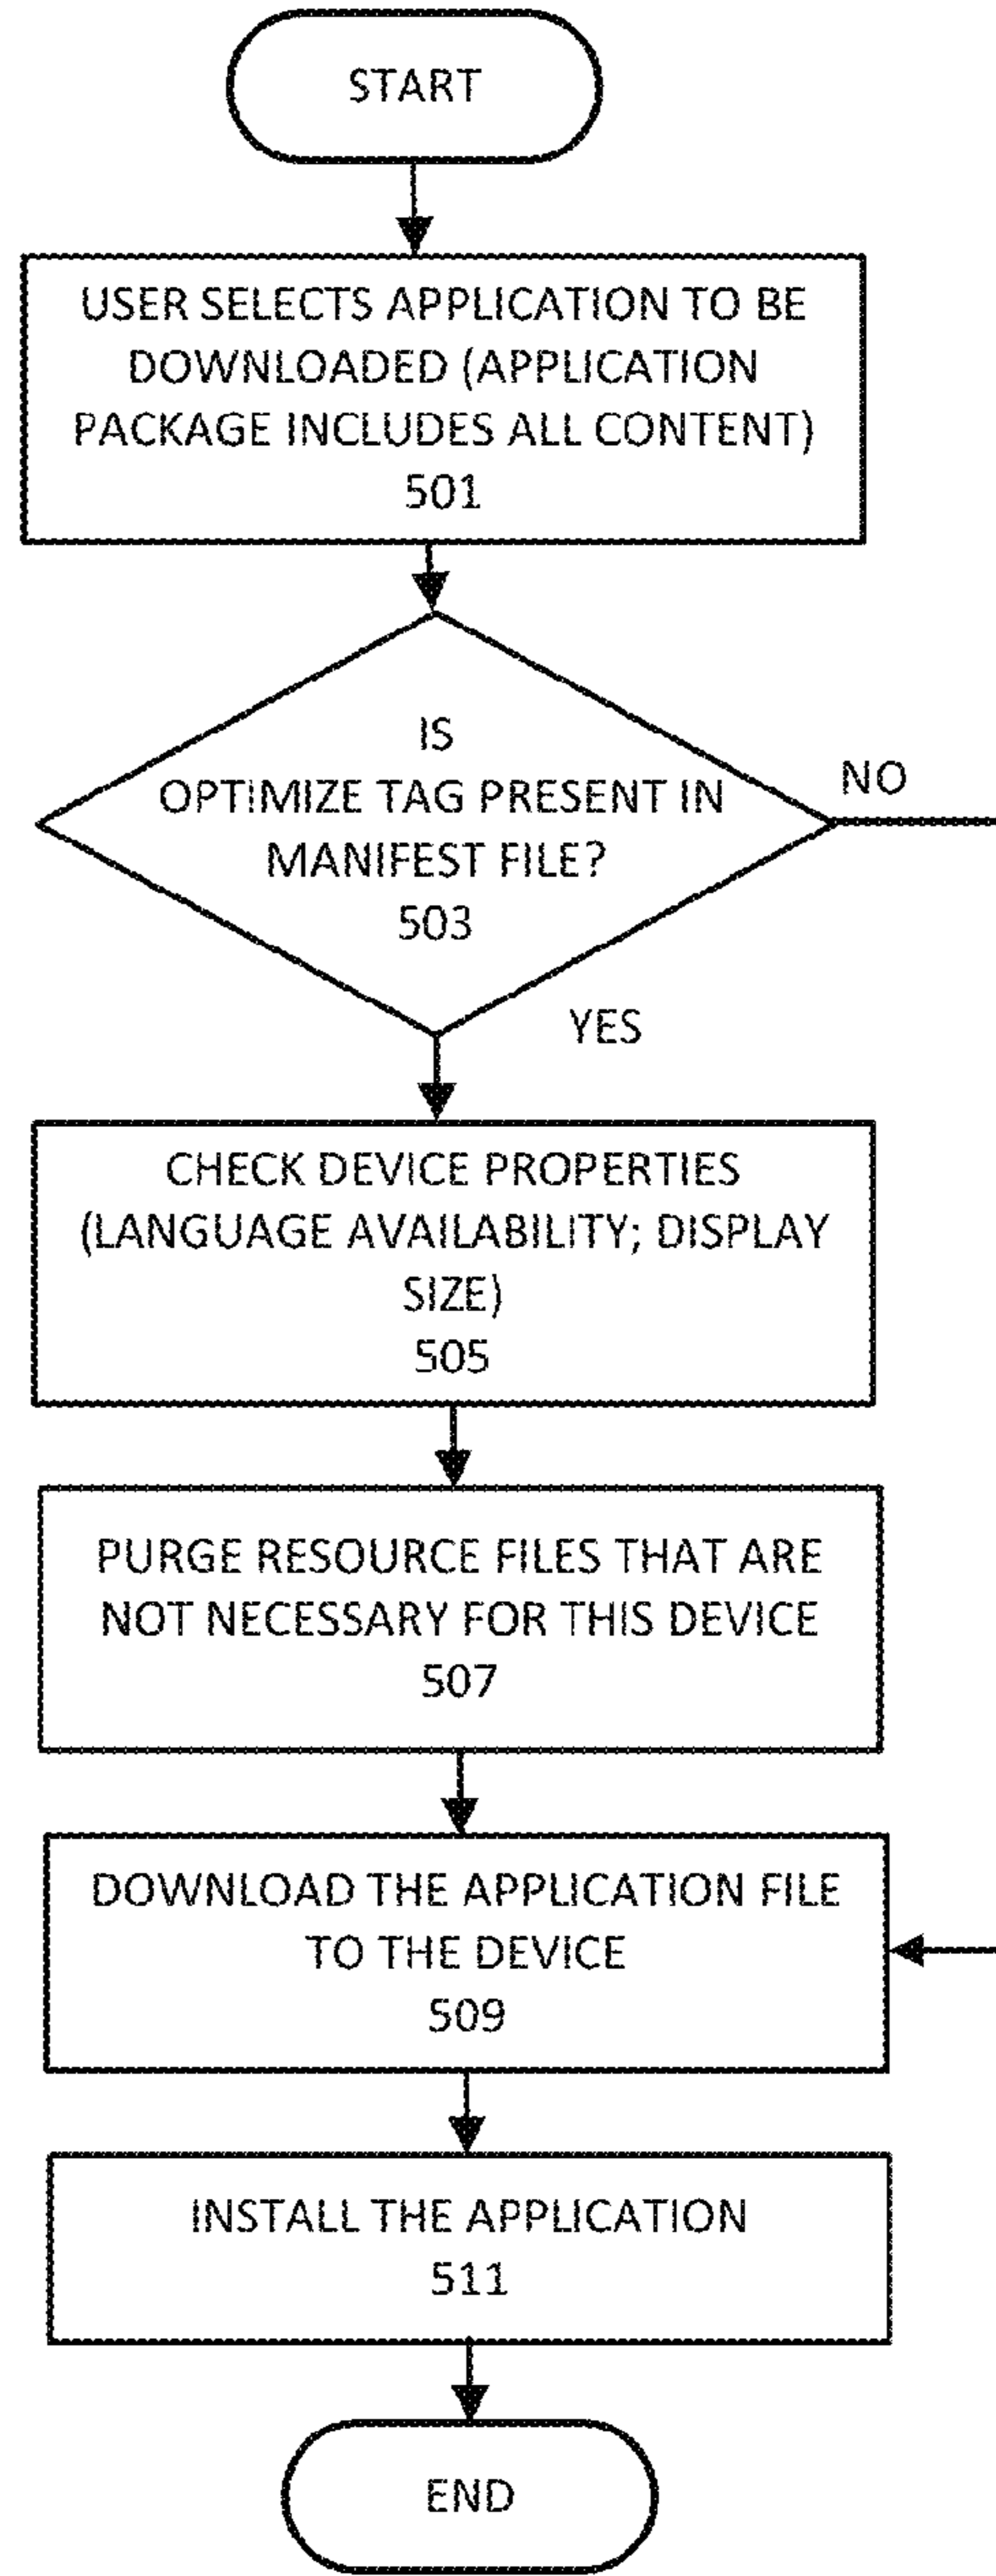 START
USER SELECTS APPLICATION TO BE
DOWNLOADED (APPLICATION
PACKAGE INCLUDES ALL CONTENT)
501
IS
OPTIMIZE TAG PRESENT IN
MANIFEST FILE?
503
NO
YES
CHECK DEVICE PROPERTIES
(LANGUAGE AVAILABILITY; DISPLAY
SIZE)
505
PURGE RESOURCE FILES THAT ARE
NOT NECESSARY FOR THIS DEVICE
507
DOWNLOAD THE APPLICATION FILE
TO THE DEVICE
509
INSTALL THE APPLICATION
511
END